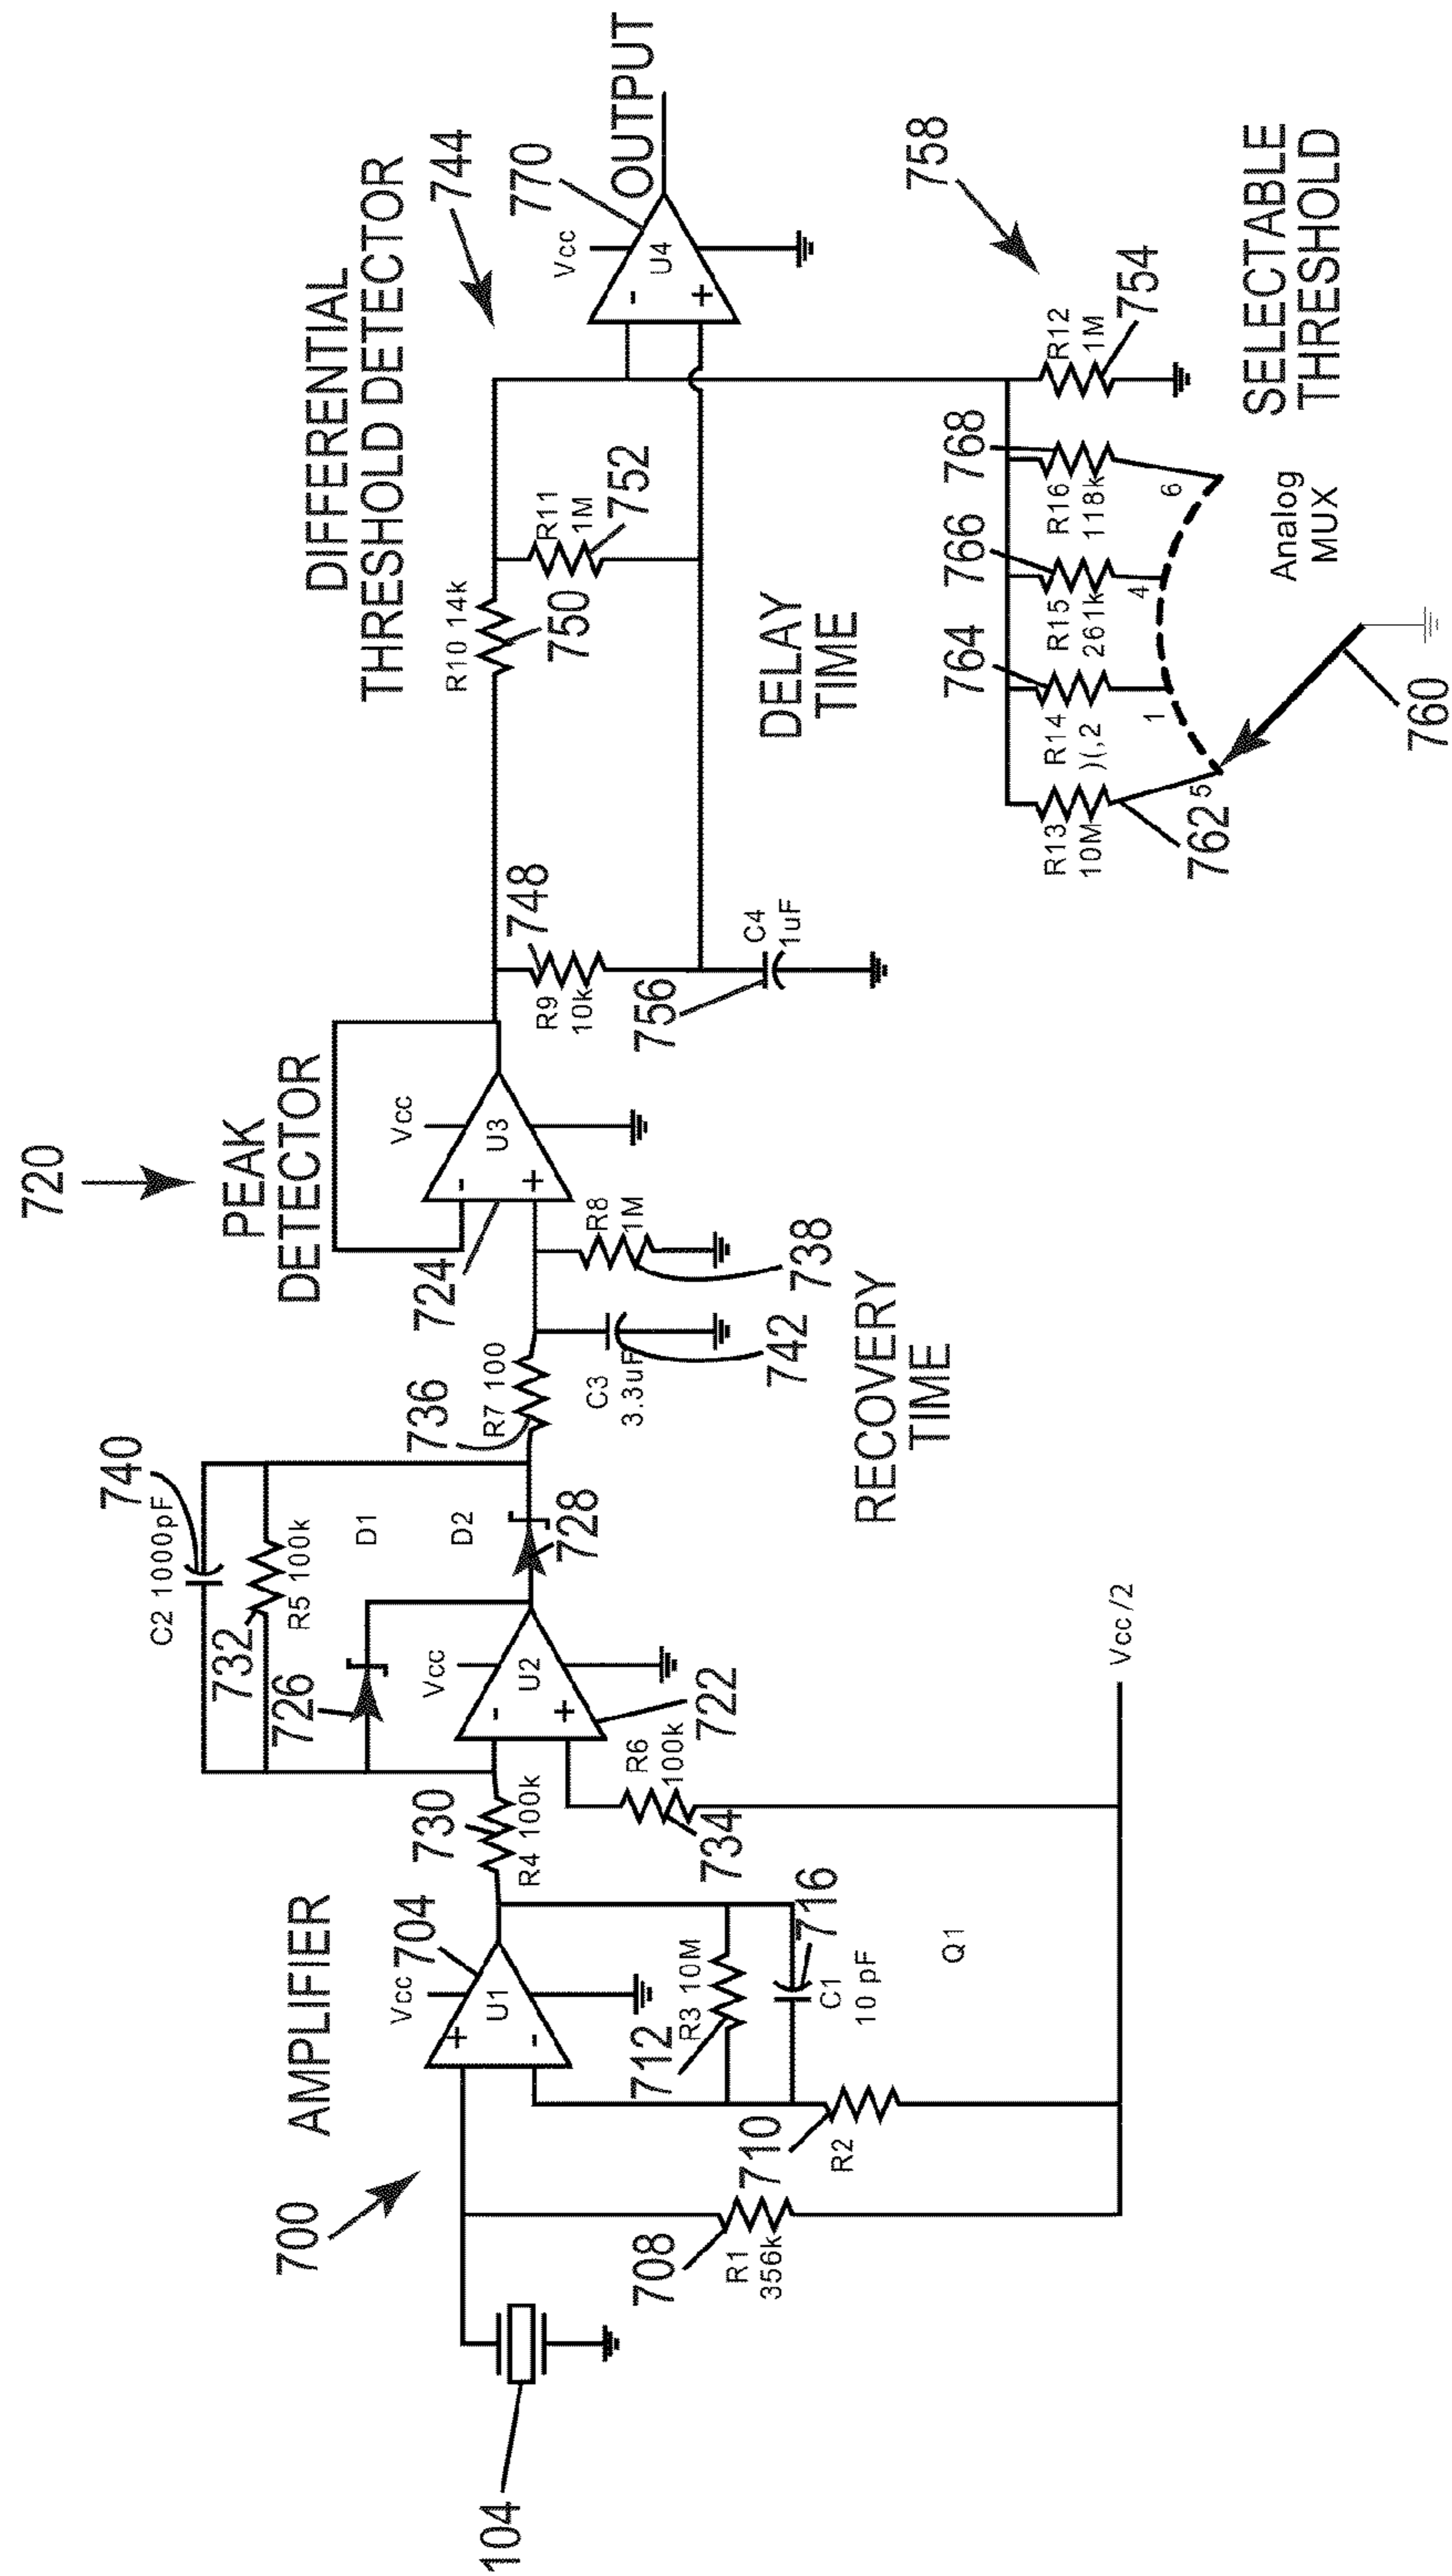 700
AMPLIFIER
104
Vcc
704
U1
+
-
708
R1
356k
710
R2
712
R3 10M
716
C1
10 pF
Q1
Vcc/2
730
R4 100k
734
R6
100k
722
U2
Vcc
-
+
726
732
R5 100k
C2 1000pF
740
D1
D2
728
720
PEAK
DETECTOR
736
R7 100
C3
3.3uF
742
R8
1M
738
RECOVERY
TIME
724
U3
Vcc
-
+
748
R9
10k
756
C4
1uF
DELAY
TIME
DIFFERENTIAL
THRESHOLD DETECTOR
744
R10 14k
750
R11
1M
752
770
Vcc
U4
-
+
OUTPUT
758
R12
1M
754
SELECTABLE
THRESHOLD
R13
10M
762
5
764
R14
)(,2
1
766
R15
261k
4
768
R16
118k
6
Analog
MUX
760